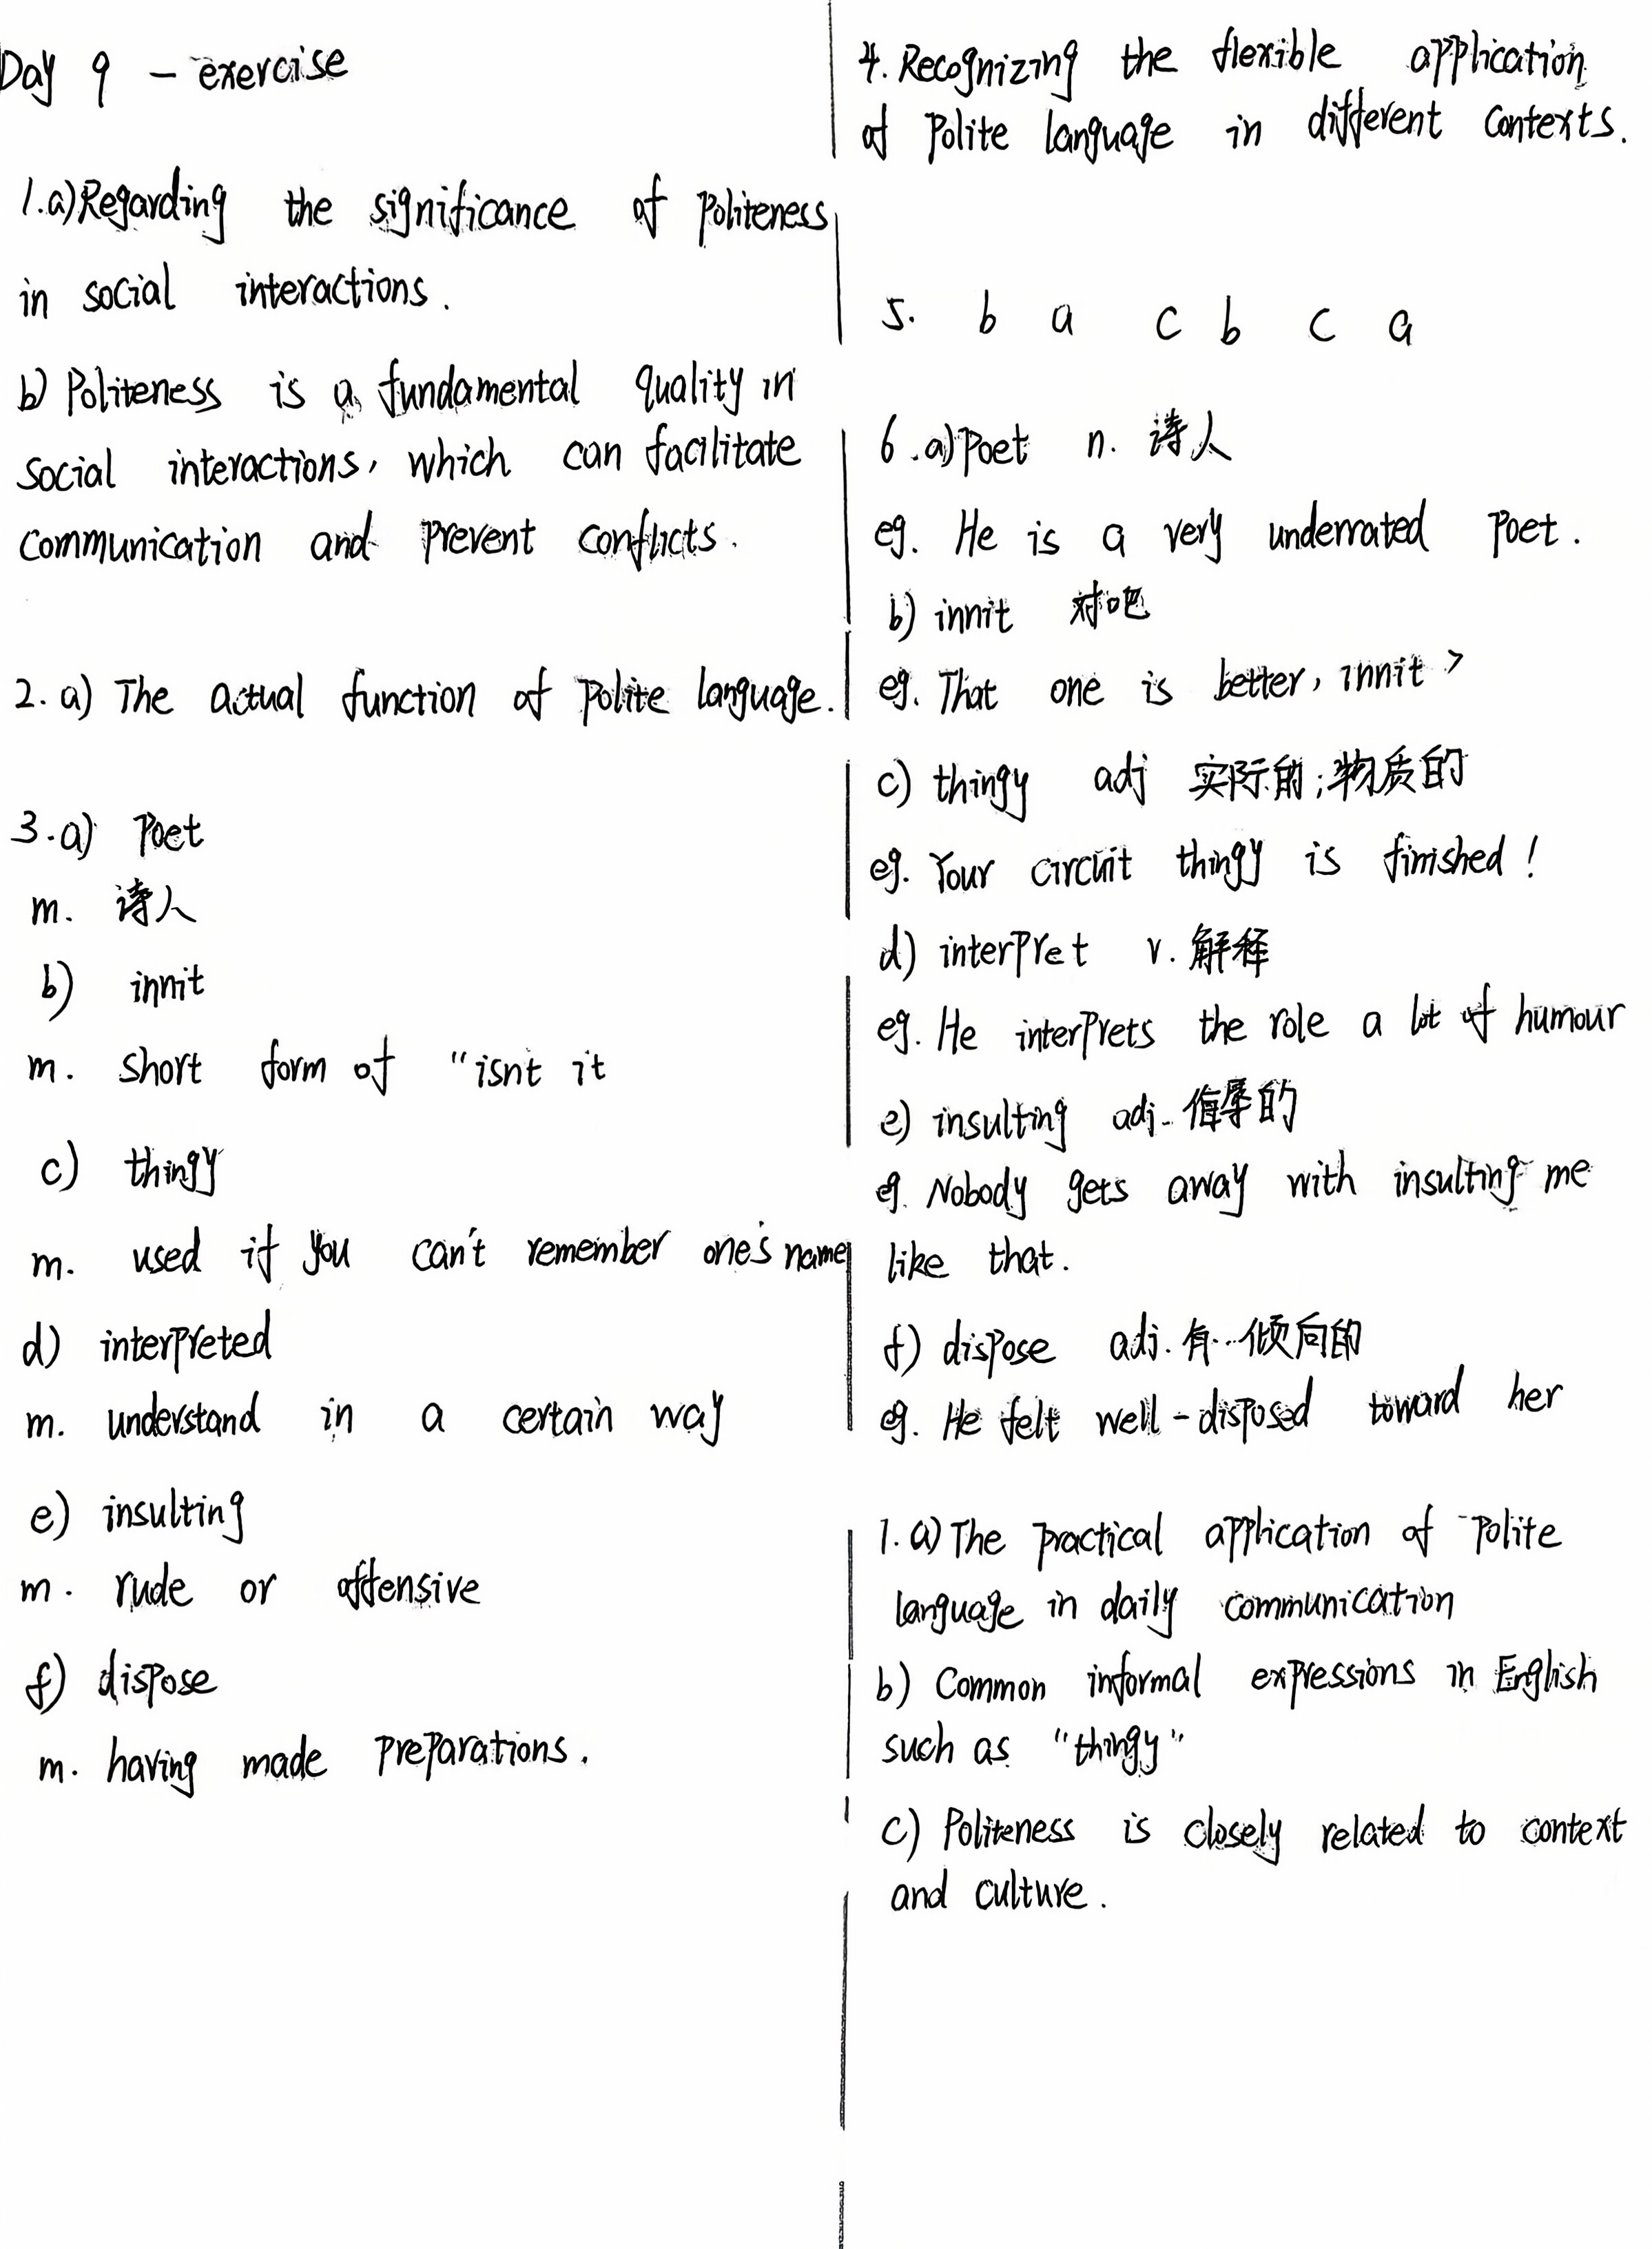 Day 9 - exercise
1.a) Regarding the significance of politeness
in social interactions.
b) Politeness is a fundamental quality in
social interactions, which can facilitate
communication and prevent conflicts.
2. a) The actual function of polite language.
3.a) Poet
m. 诗人
b) innit
m. short form of "isnt it
c) thingy
m. used if you can't remember one's name
d) interpreted
m. understand in a certain way
e) insulting
m. rude or offensive
f) dispose
m. having made preparations.
4. Recognizing the flexible application
of polite language in different contexts.
5. b a c b c a
6.a) poet n. 诗人
eg. He is a very underrated poet.
b) innit 对吧
eg. That one is better, innit?
c) thingy adj 实际的;物质的
eg. Your circuit thingy is finished!
d) interpret v. 解释
eg. He interprets the role a lot of humour
e) insulting adj. 侮辱的
eg. Nobody gets away with insulting me
like that.
f) dispose adj. 有…倾向的
eg. He felt well-disposed toward her
1. a) The practical application of polite
language in daily communication
b) Common informal expressions in English
such as "thingy"
c) Politeness is closely related to context
and culture.